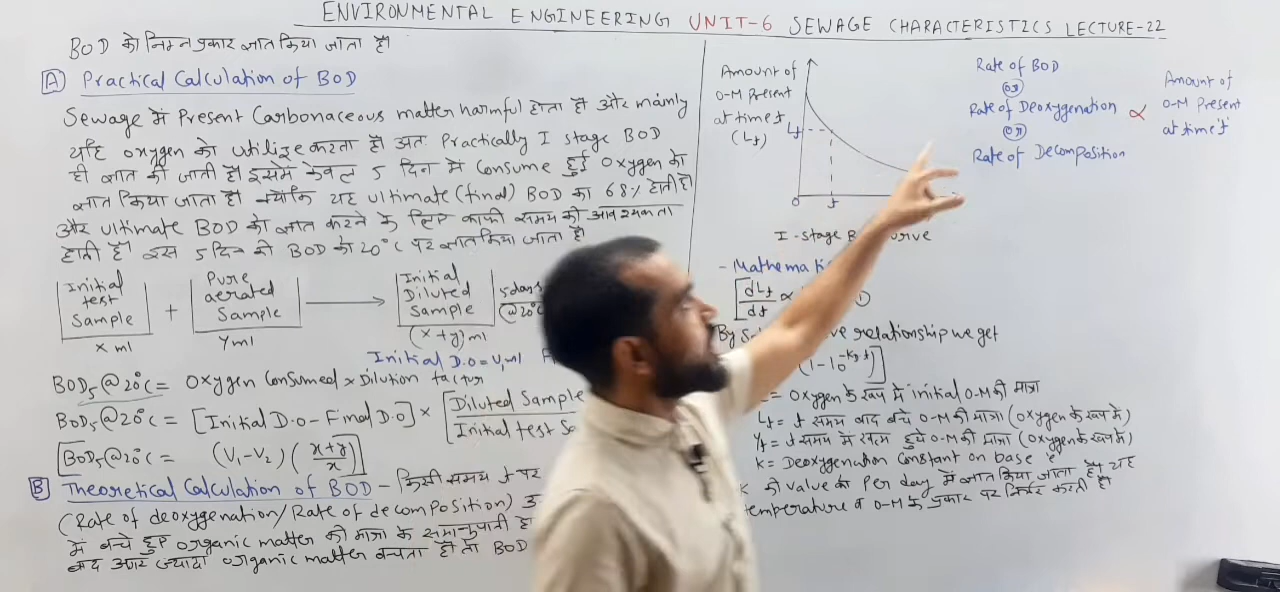 ENVIRONMENTAL ENGINEERING UNIT-6 SEWAGE CHARACTERISTICS LECTURE-22
BOD को निम्न प्रकार ज्ञात किया जाता है।
A Practical Calculation of BOD
Sewage में Present Carbonaceous matter harmful होता है और mainly
यही oxygen को utilize करता है अतः Practically I stage BOD
ही ज्ञात की जाती है। इसमें केवल 5 दिन में Consume हुई Oxygen को
ज्ञात किया जाता है। क्योंकि यह ultimate (final) BOD का 68% होती है
और ultimate BOD को ज्ञात करने के लिए काफी समय की आवश्यकता
होती है। इस 5 दिन की BOD को 20°C पर ज्ञात किया जाता है
Initial test Sample + Pure aerated Sample → Initial Diluted Sample 5days @20°C
x ml y ml (x+y) ml
Initial D.O = V₁ ml
BOD₅@20°C = Oxygen Consumed × Dilution factor
BOD₅@20°C = [Initial D.O - Final D.O] × [Diluted Sample / Initial test
BOD₅@20°C = (V₁-V₂) ((x+y)/x)
B Theoretical Calculation of BOD - किसी समय t पर
(Rate of deoxygenation/Rate of decomposition)
में बचे हुए organic matter की मात्रा के समानुपाती
बाद अगर ज्यादा organic matter बचता है तो BOD
Amount of
O-M Present
at time t
(Lt)
Lt
0 t
I-stage
Rate of BOD
OR
Rate of Deoxygenation ∝
OR
Rate of Decomposition
Amount of
O-M Present
at time 't'
[dLt/dt ∝ ①
By relationship we get
(1-10^-KDt)]
= Oxygen के रूप में initial O-M की मात्रा
Lt = t समय बाद बचे O-M की मात्रा (Oxygen के रूप में)
Yt = t समय में खत्म हुये O-M की मात्रा (Oxygen के रूप में)
K = Deoxygenation Constant on base 'e'
K की value को Per day में ज्ञात किया जाता है। यह
temperature व O-M के प्रकार पर निर्भर करती है